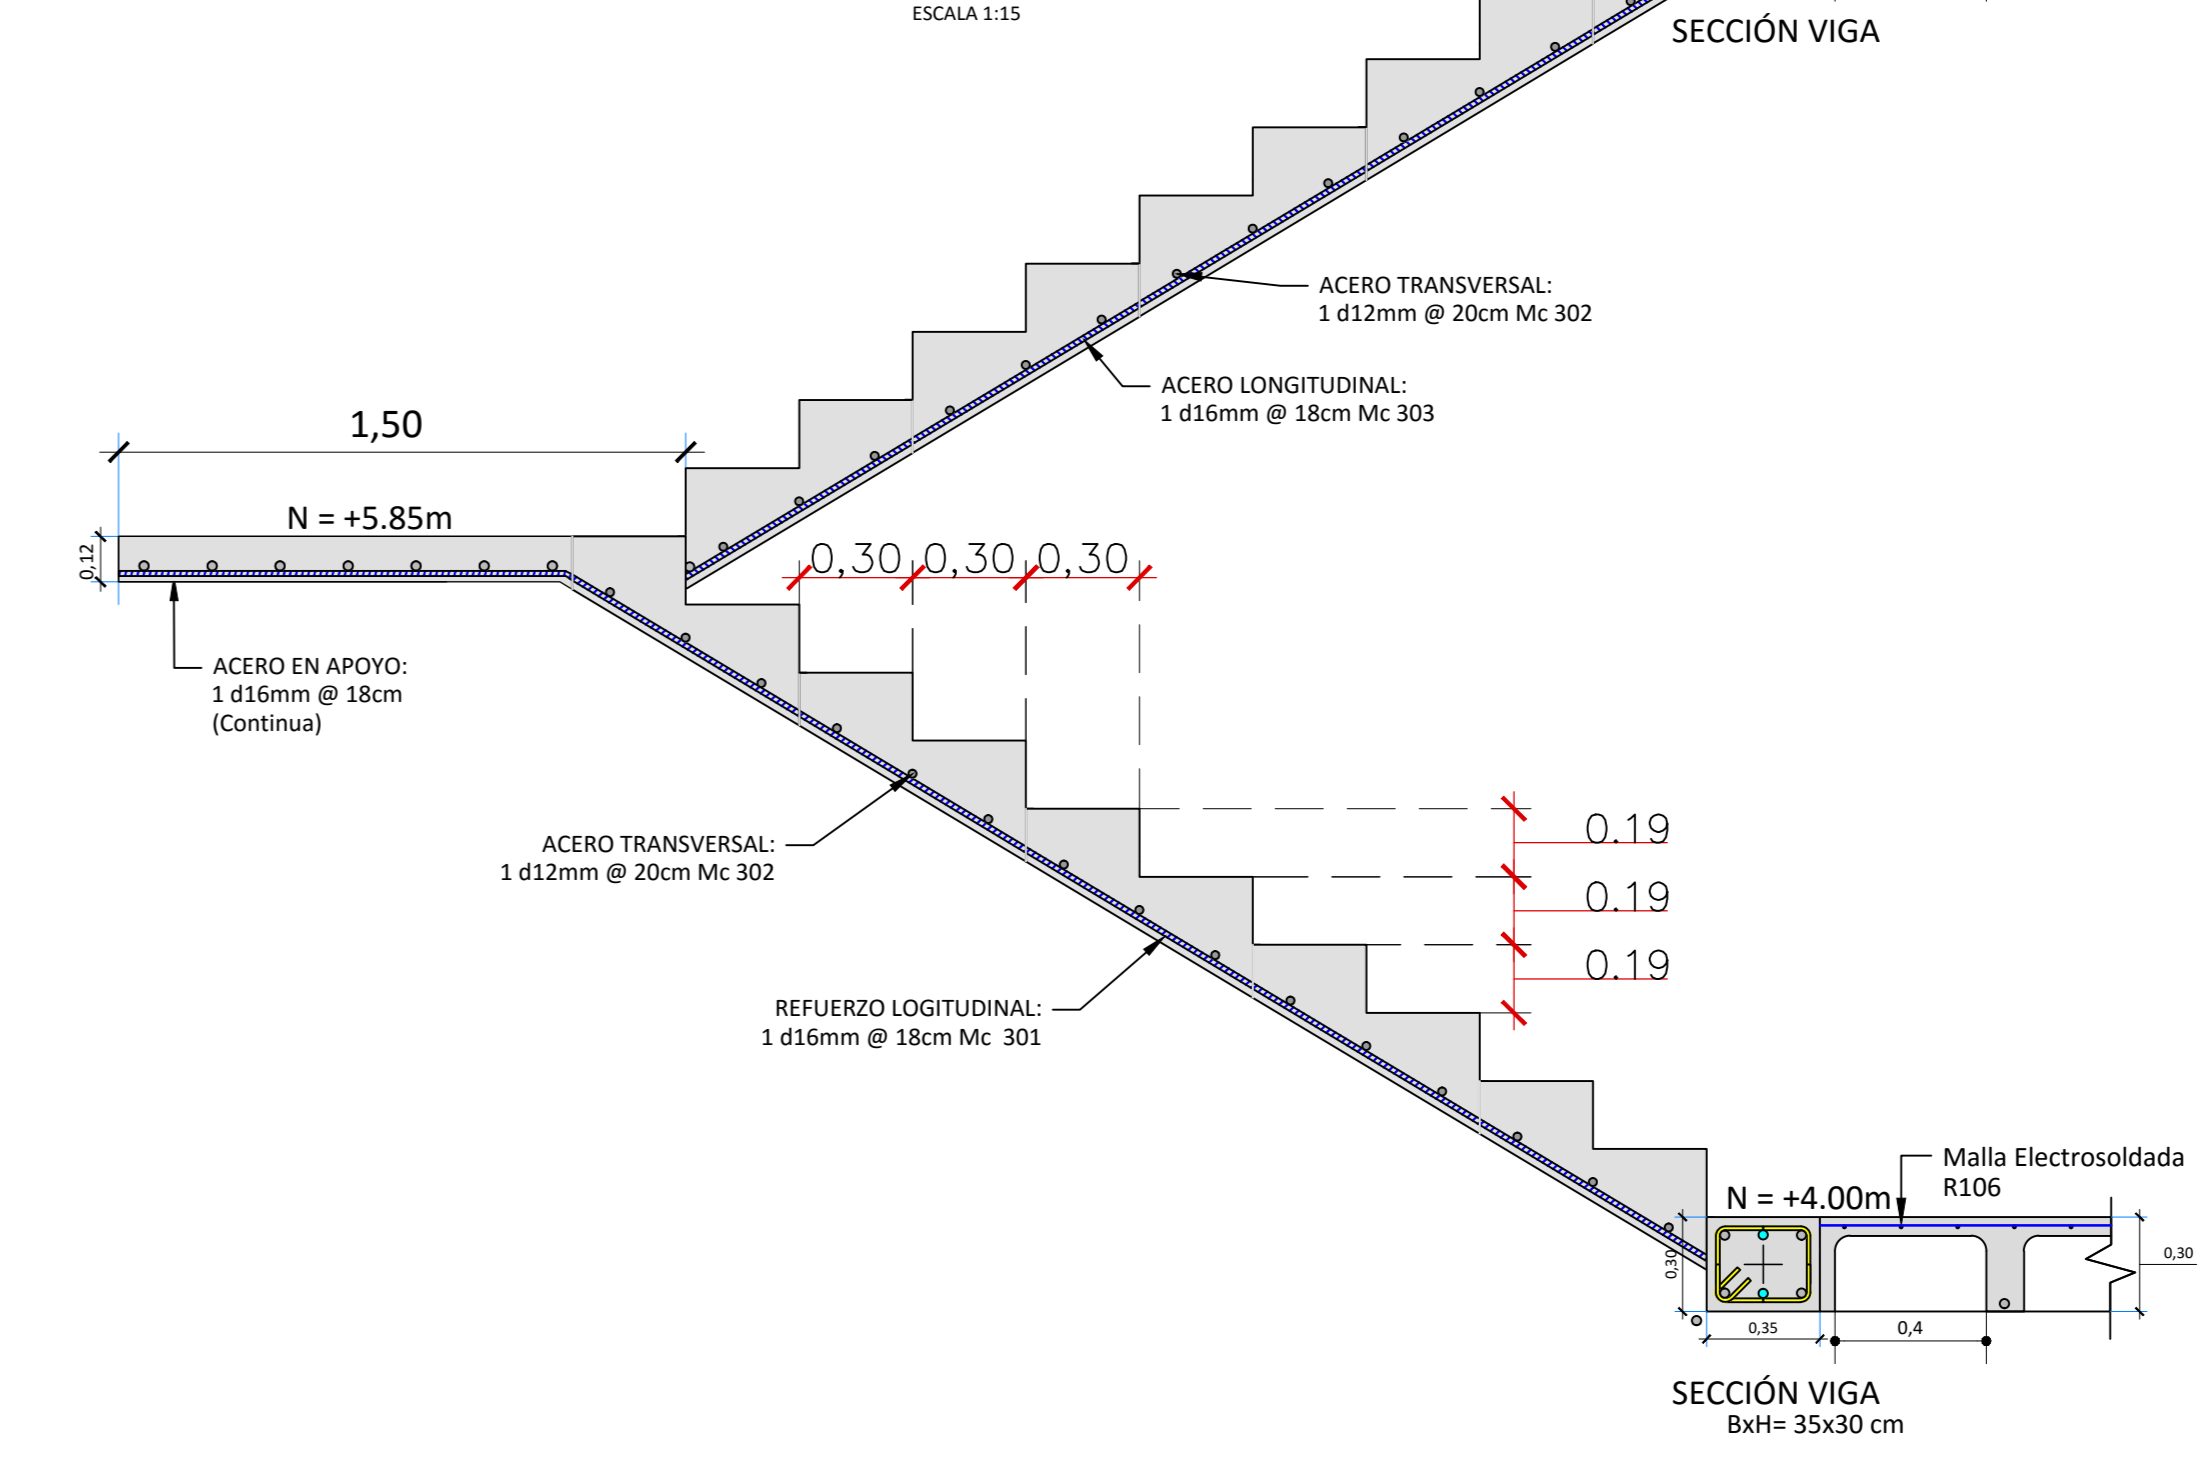 ESCALA 1:15
SECCIÓN VIGA
ACERO TRANSVERSAL:
1 d12mm @ 20cm Mc 302
ACERO LONGITUDINAL:
1 d16mm @ 18cm Mc 303
1,50
N = +5.85m
0,12
0,30 0,30 0,30
ACERO EN APOYO:
1 d16mm @ 18cm
(Continua)
0.19
0.19
0.19
ACERO TRANSVERSAL:
1 d12mm @ 20cm Mc 302
REFUERZO LOGITUDINAL:
1 d16mm @ 18cm Mc 301
Malla Electrosoldada
R106
N = +4.00m
0,30
0,30
0,35
0,4
SECCIÓN VIGA
BxH= 35x30 cm